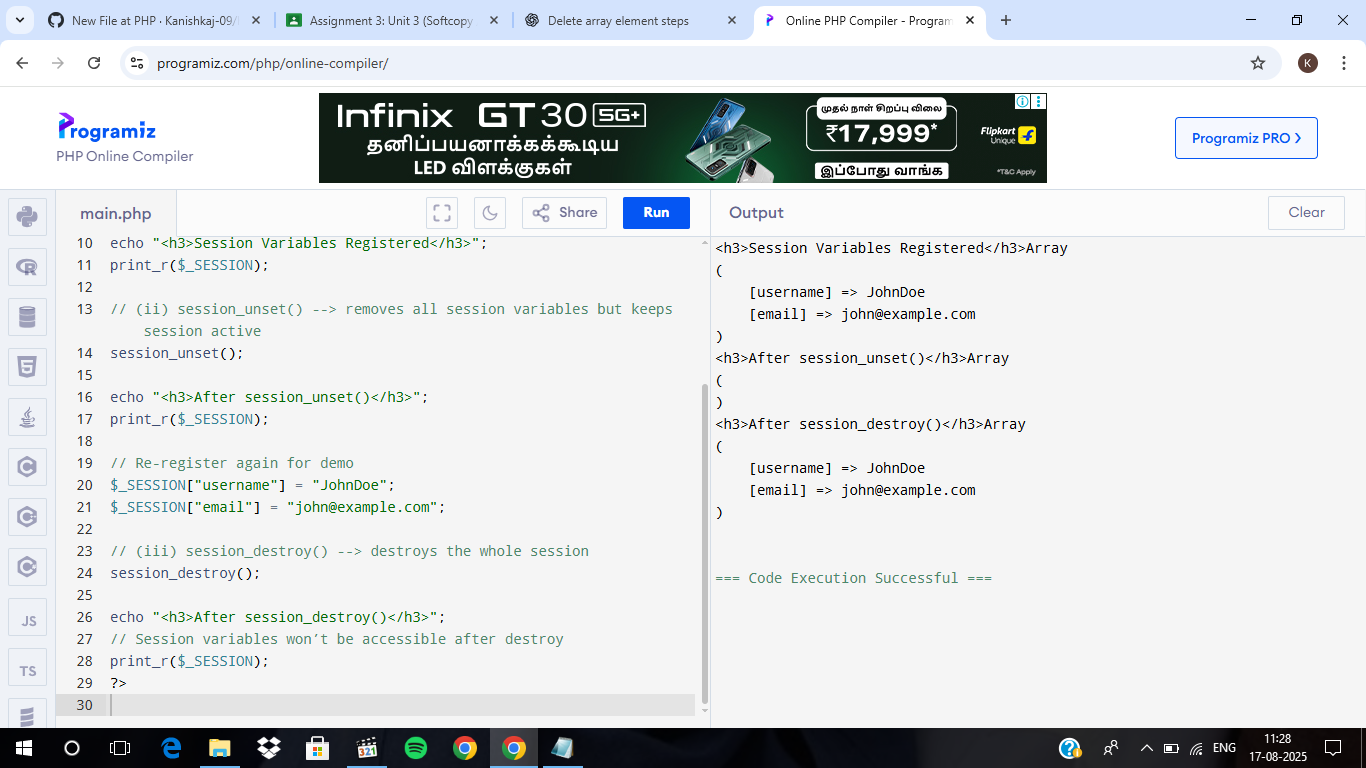 New File at PHP · Kanishkaj-09/
Assignment 3: Unit 3 (Softcopy
Delete array element steps
Online PHP Compiler - Program
programiz.com/php/online-compiler/
K
Programiz
PHP Online Compiler
Infinix GT 30 5G+
தனிப்பயனாக்கக்கூடிய
LED விளக்குகள்
முதல் நாள் சிறப்பு விலை
₹17,999*
இப்போது வாங்க
Flipkart
Unique
*T&C Apply
Programiz PRO >
main.php
Share
Run
Output
Clear
10 echo "<h3>Session Variables Registered</h3>";
11 print_r($_SESSION);
12
13 // (ii) session_unset() --> removes all session variables but keeps
session active
14 session_unset();
15
16 echo "<h3>After session_unset()</h3>";
17 print_r($_SESSION);
18
19 // Re-register again for demo
20 $_SESSION["username"] = "JohnDoe";
21 $_SESSION["email"] = "john@example.com";
22
23 // (iii) session_destroy() --> destroys the whole session
24 session_destroy();
25
26 echo "<h3>After session_destroy()</h3>";
27 // Session variables won’t be accessible after destroy
28 print_r($_SESSION);
29 ?>
30
<h3>Session Variables Registered</h3>Array
(
[username] => JohnDoe
[email] => john@example.com
)
<h3>After session_unset()</h3>Array
(
)
<h3>After session_destroy()</h3>Array
(
[username] => JohnDoe
[email] => john@example.com
)
=== Code Execution Successful ===
JS
TS
321
ENG
11:28
17-08-2025